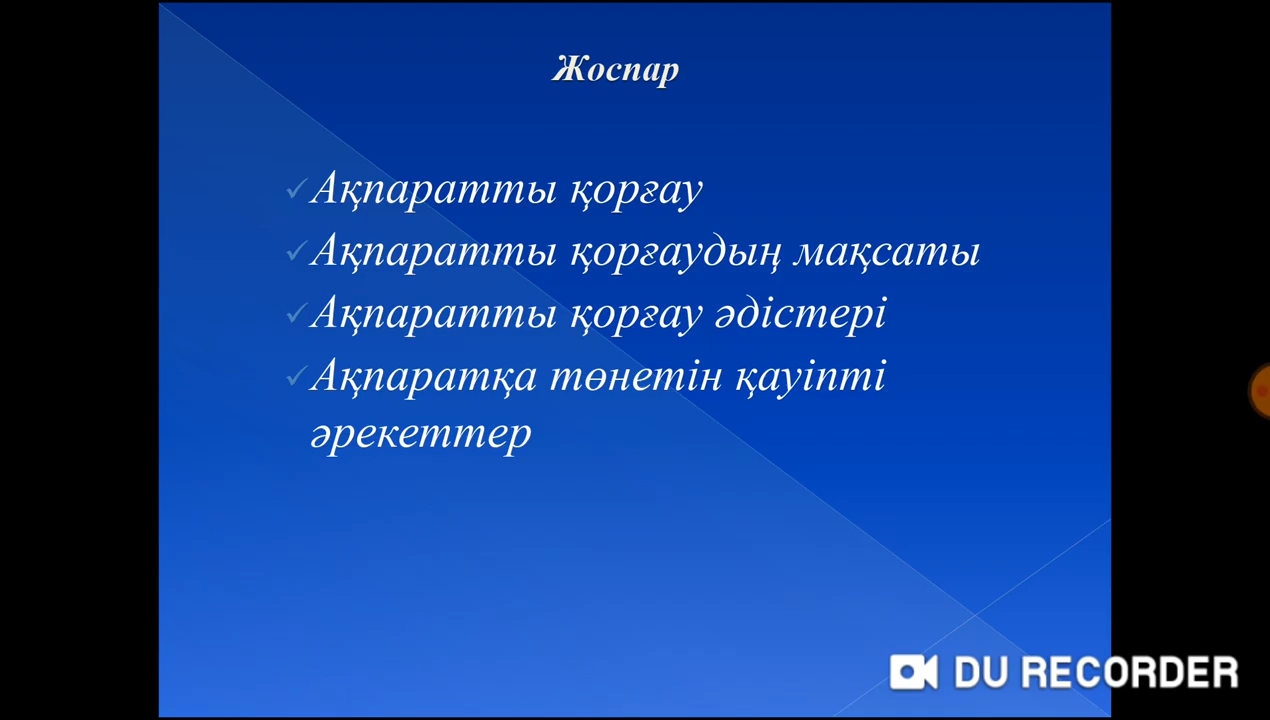 Жоспар
Ақпаратты қорғау
Ақпаратты қорғаудың мақсаты
Ақпаратты қорғау әдістері
Ақпаратқа төнетін қауіпті
әрекеттер
DU RECORDER